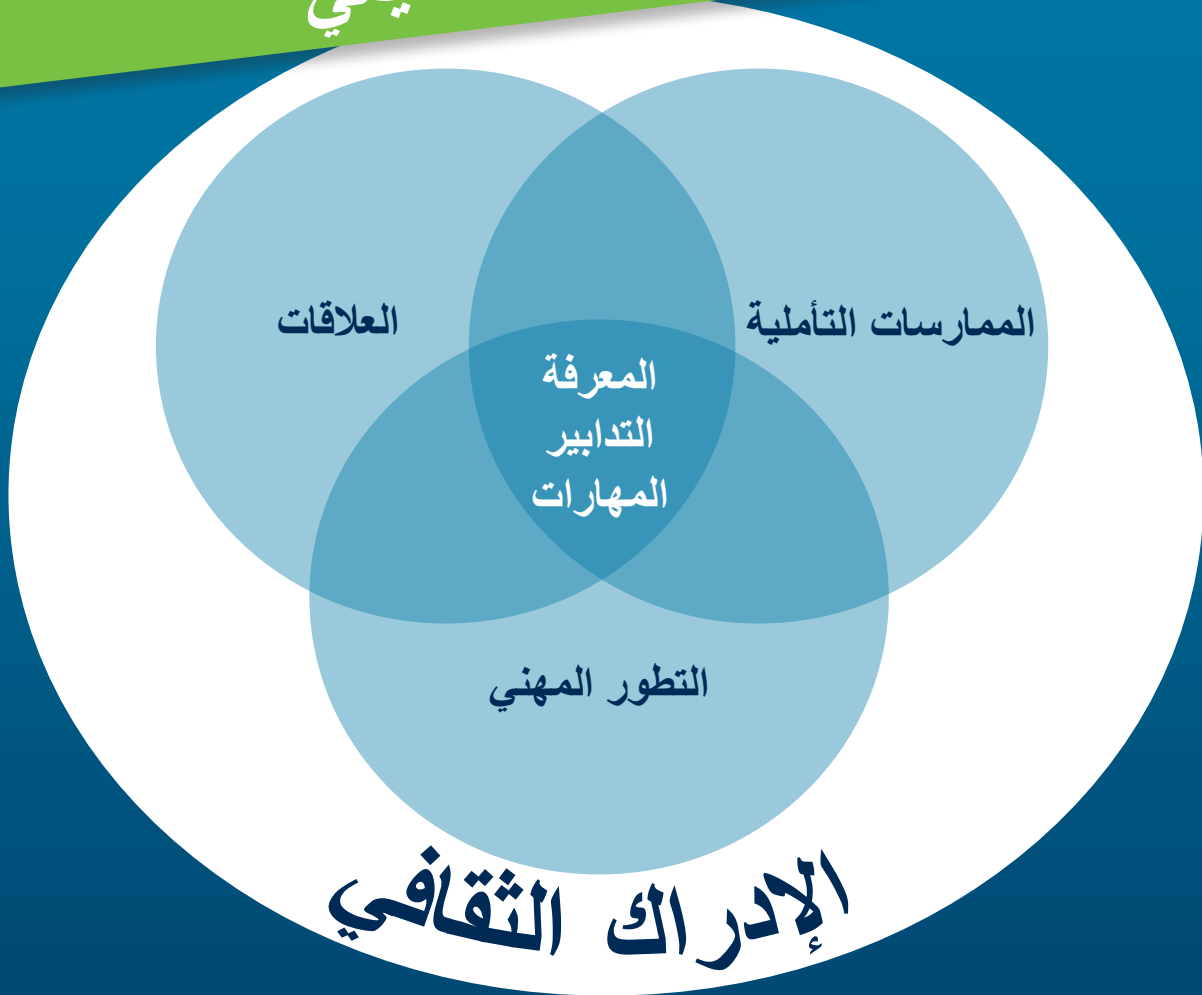 الممارسات التأملية
العلاقات
المعرفة
التدابير
المهارات
التطور المهني
الإدراك الثقافي